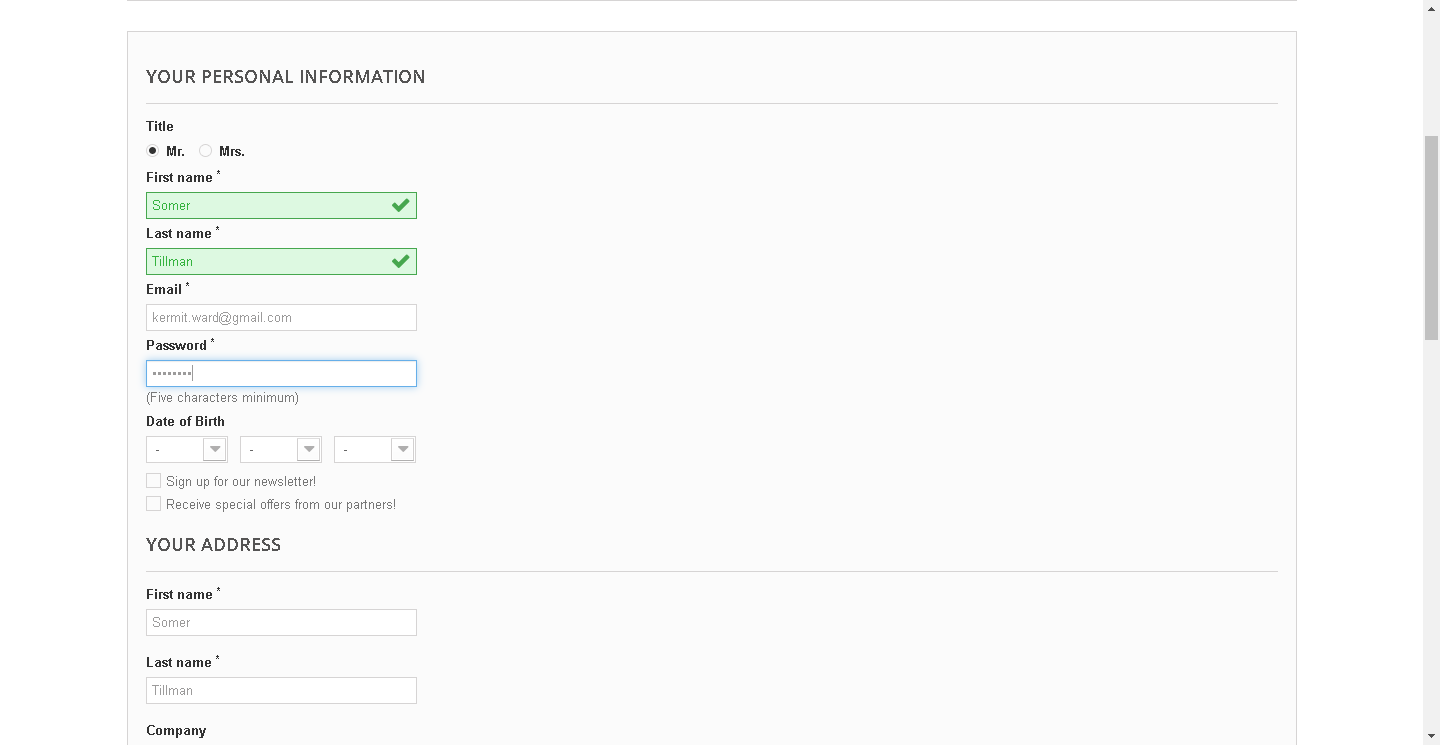 YOUR PERSONAL INFORMATION
Title
Mr. Mrs.
First name *
Somer
Last name *
Tillman
Email *
kermit.ward@gmail.com
Password *
••••••••
(Five characters minimum)
Date of Birth
- - -
Sign up for our newsletter!
Receive special offers from our partners!
YOUR ADDRESS
First name *
Somer
Last name *
Tillman
Company